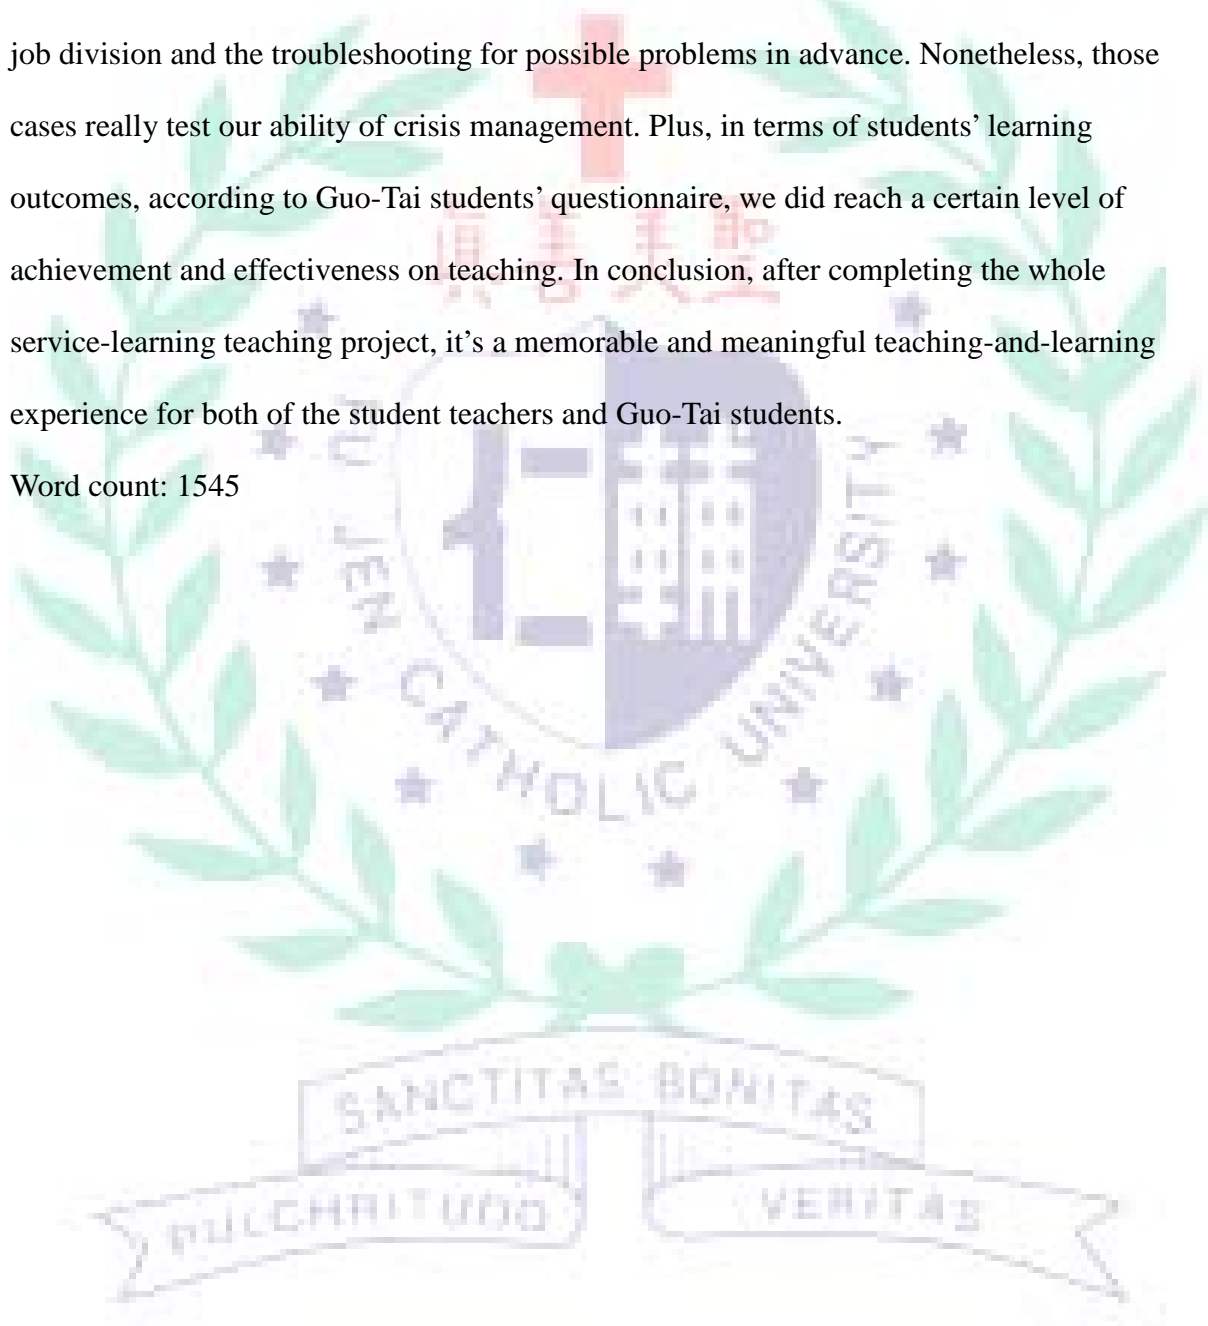 job division and the troubleshooting for possible problems in advance. Nonetheless, those
cases really test our ability of crisis management. Plus, in terms of students’ learning
outcomes, according to Guo-Tai students’ questionnaire, we did reach a certain level of
眞善美聖
achievement and effectiveness on teaching. In conclusion, after completing the whole
service-learning teaching project, it’s a memorable and meaningful teaching-and-learning
experience for both of the student teachers and Guo-Tai students.
Word count: 1545
FU JEN CATHOLIC UNIVERSITY
SANCTITAS BONITAS
PULCHRITUDO VERITAS